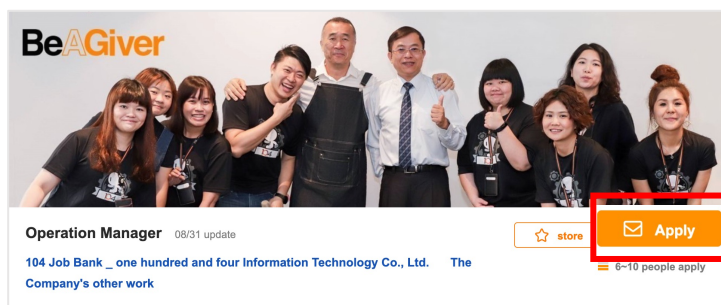 BeAGiver
Operation Manager 08/31 update
store
Apply
104 Job Bank _ one hundred and four Information Technology Co., Ltd. The
Company's other work
6~10 people apply